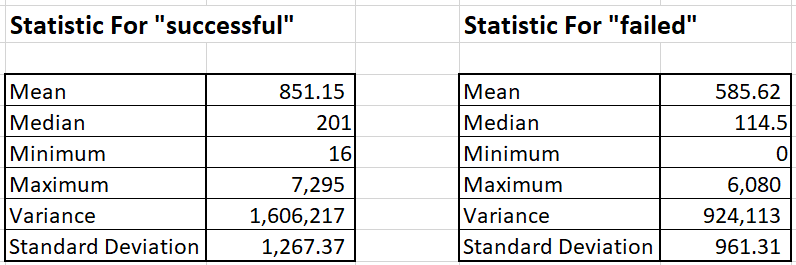 Statistic For "successful" Statistic For "failed"
Mean 851.15 Mean 585.62
Median 201 Median 114.5
Minimum 16 Minimum 0
Maximum 7,295 Maximum 6,080
Variance 1,606,217 Variance 924,113
Standard Deviation 1,267.37 Standard Deviation 961.31